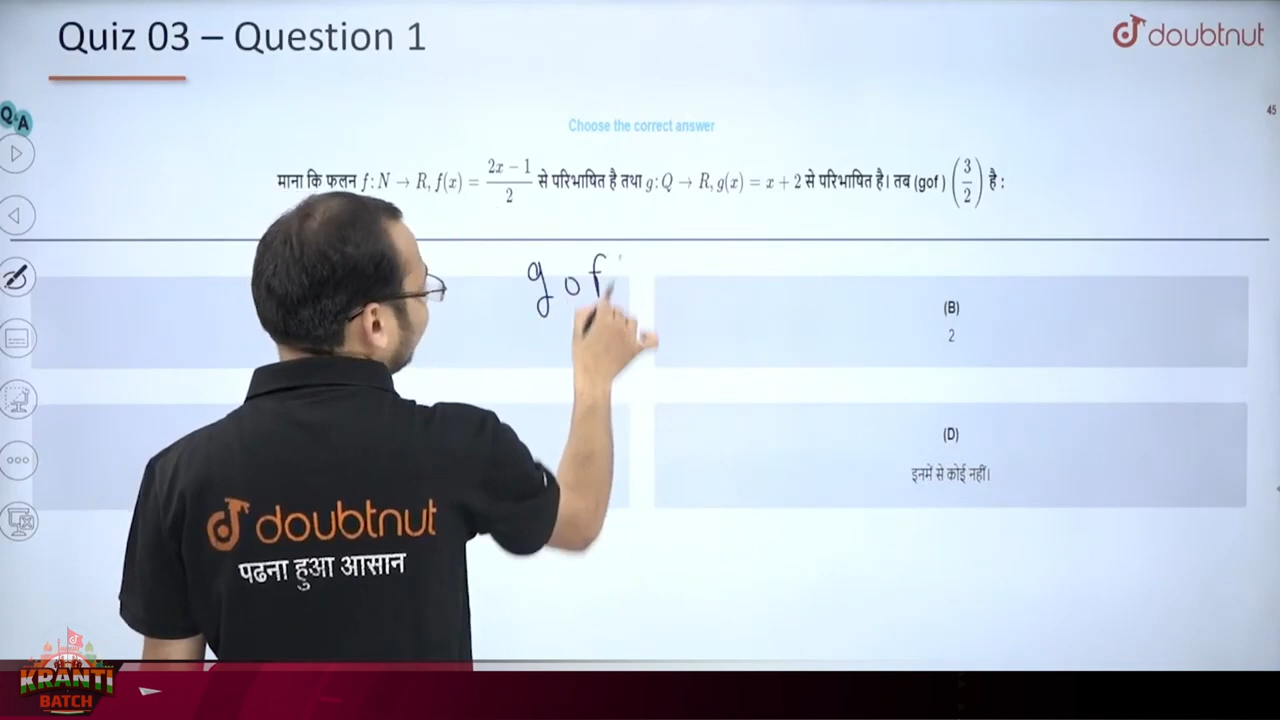 Quiz 03 – Question 1
doubtnut
Q&A
45
Choose the correct answer
माना कि फलन f : N → R, f(x) = (2x − 1)/2 से परिभाषित है तथा g : Q → R, g(x) = x + 2 से परिभाषित है। तब (gof) (3/2) है :
gof
(B)
2
(D)
इनमें से कोई नहीं।
doubtnut
पढना हुआ आसान
KRANTI
BATCH